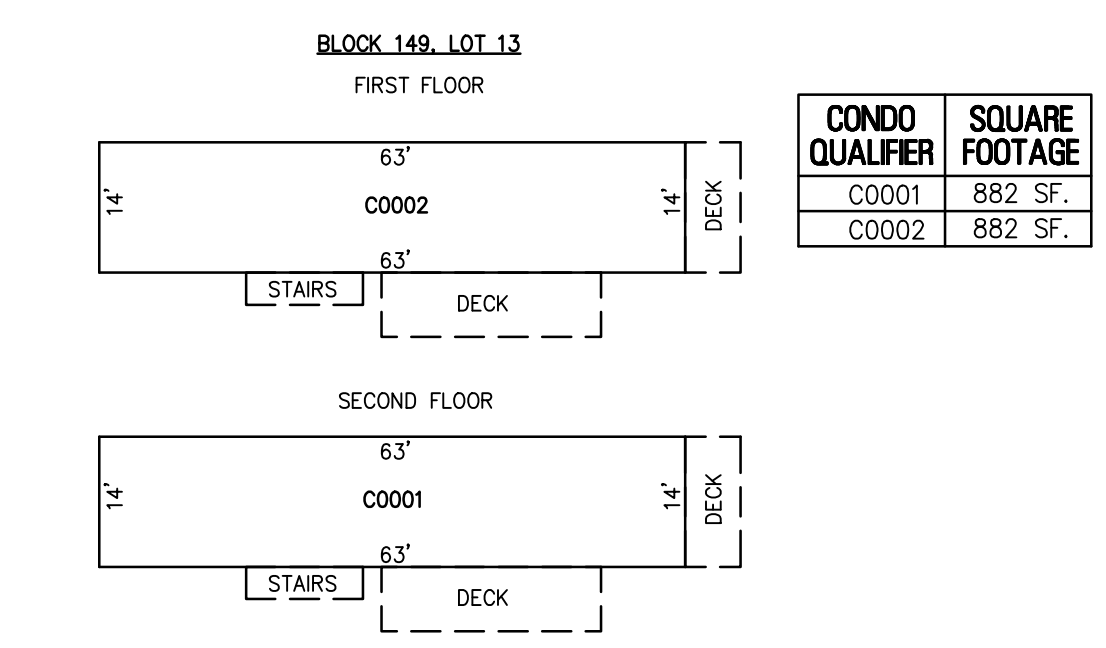 BLOCK 149, LOT 13
FIRST FLOOR
63'
14'
C0002
14'
DECK
63'
STAIRS
DECK
CONDO QUALIFIER
SQUARE FOOTAGE
C0001 882 SF.
C0002 882 SF.
SECOND FLOOR
63'
14'
C0001
14'
DECK
63'
STAIRS
DECK